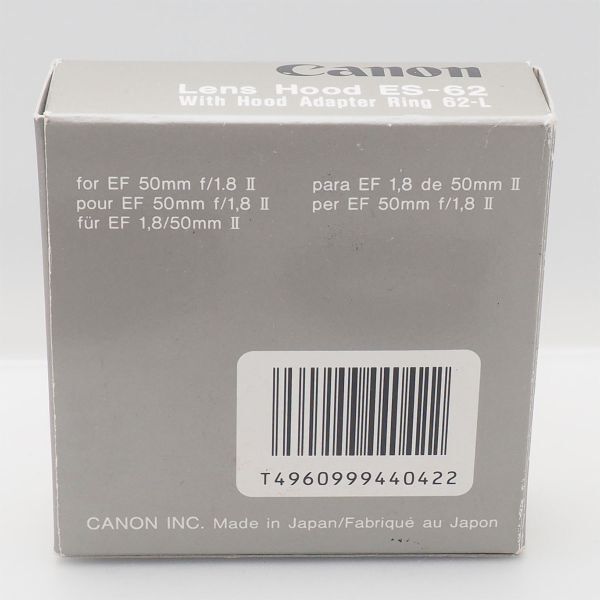 Canon
Lens Hood ES-62
With Hood Adapter Ring 62-L
for EF 50mm f/1.8 II
pour EF 50mm f/1,8 II
für EF 1,8/50mm II
para EF 1,8 de 50mm II
per EF 50mm f/1,8 II
T4960999440422
CANON INC. Made in Japan/Fabriqué au Japon